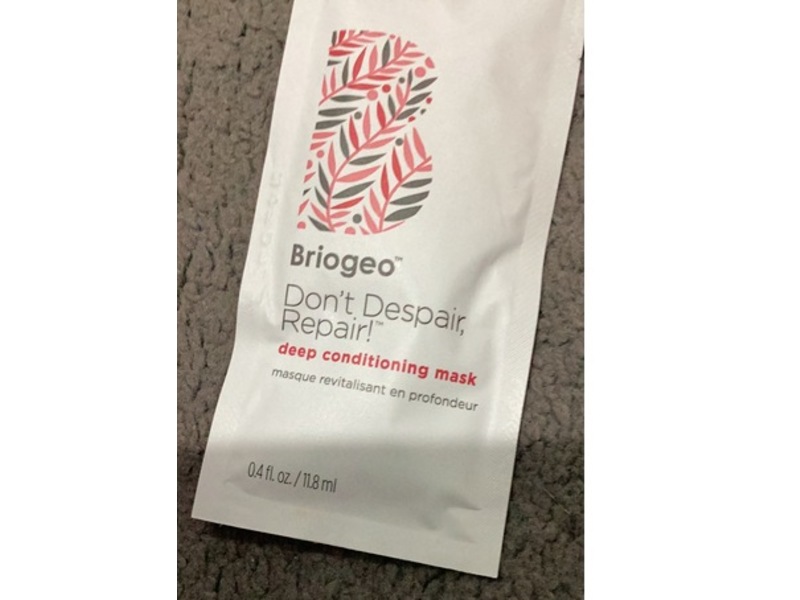 B
Briogeo™
Don't Despair,
Repair!™
deep conditioning mask
masque revitalisant en profondeur
0.4 fl. oz. / 11.8 ml